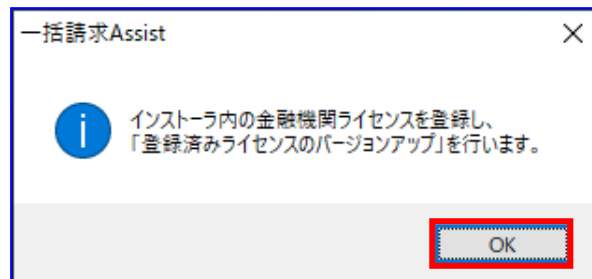 一括請求Assist
インストーラ内の金融機関ライセンスを登録し、
「登録済みライセンスのバージョンアップ」を行います。
OK